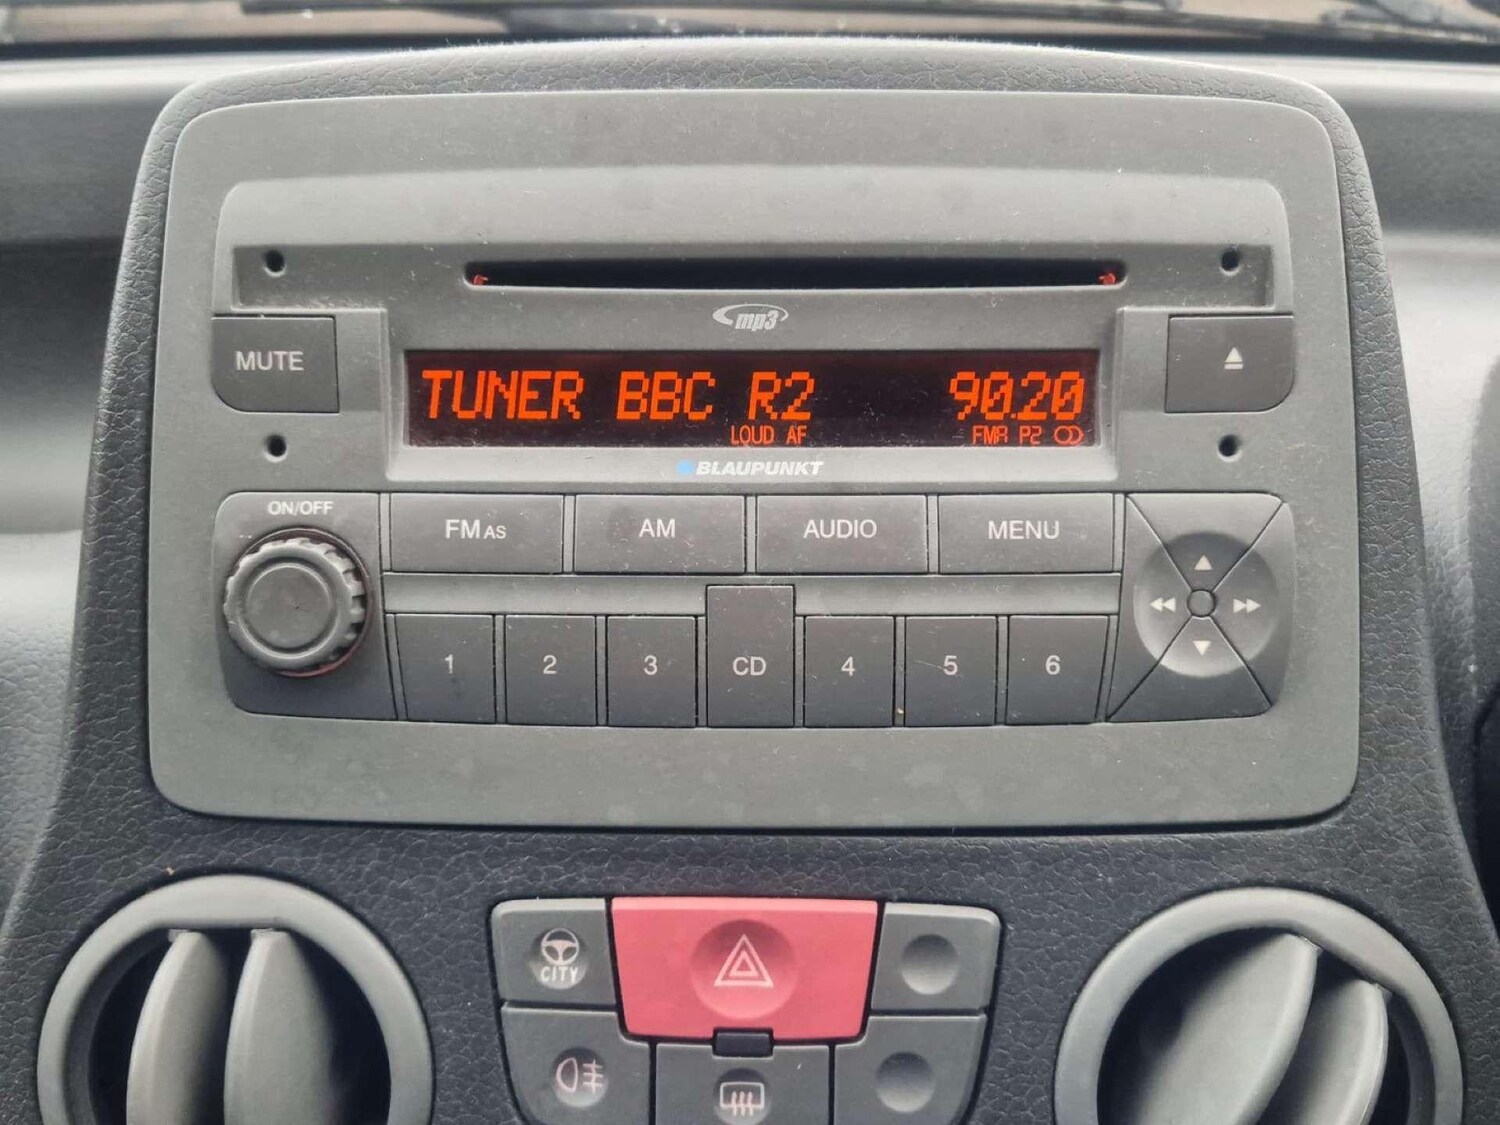 mp3
MUTE
TUNER BBC R2 90.20
LOUD AF FMA P2
BLAUPUNKT
ON/OFF
FM AS AM AUDIO MENU
1 2 3 CD 4 5 6
CITY